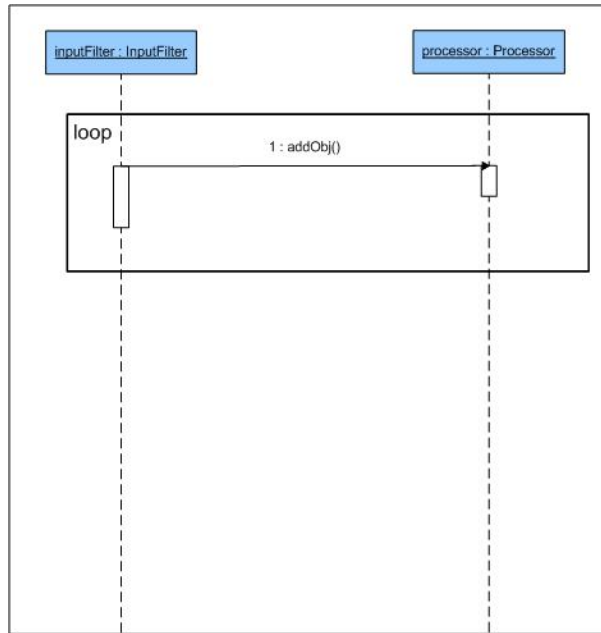 inputFilter : InputFilter
processor : Processor
loop
1 : addObj()